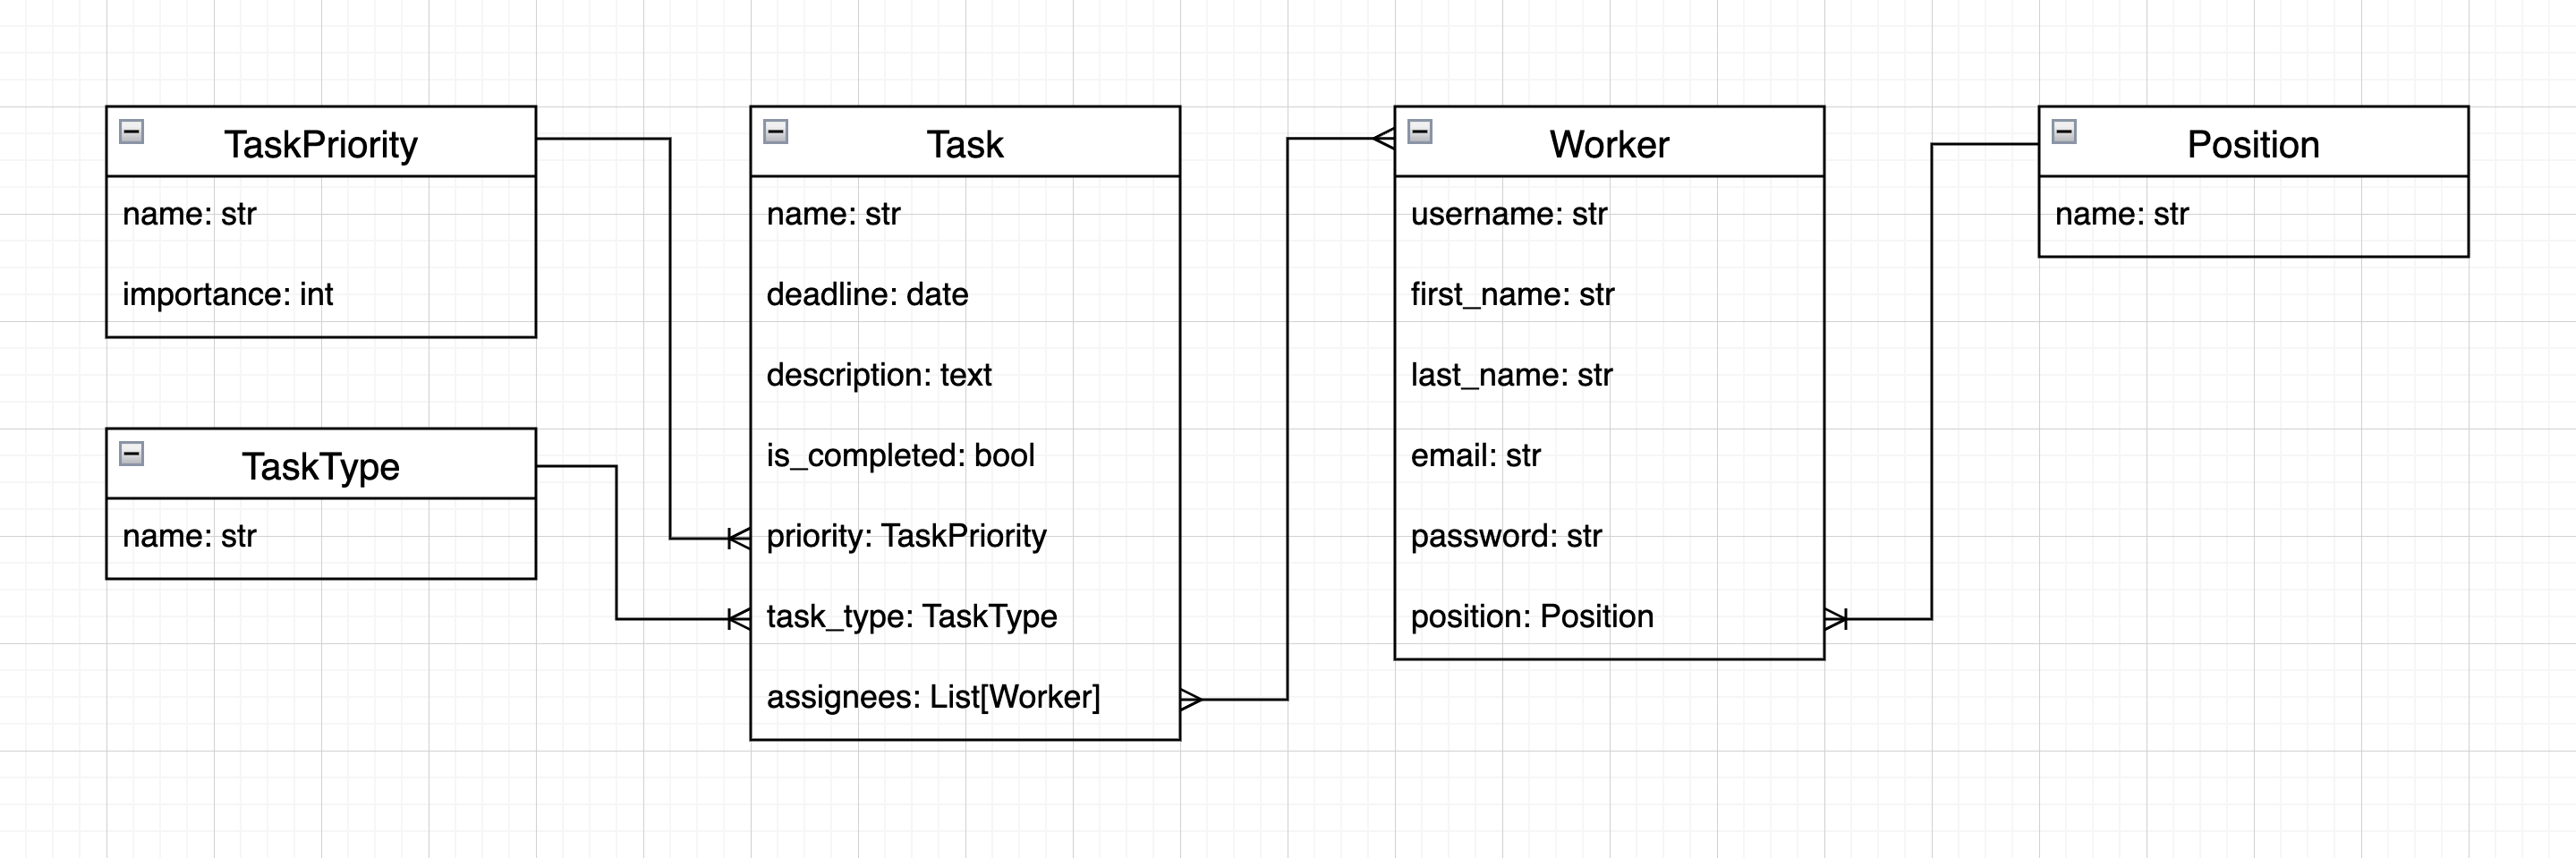 TaskPriority
name: str
importance: int
TaskType
name: str
Task
name: str
deadline: date
description: text
is_completed: bool
priority: TaskPriority
task_type: TaskType
assignees: List[Worker]
Worker
username: str
first_name: str
last_name: str
email: str
password: str
position: Position
Position
name: str